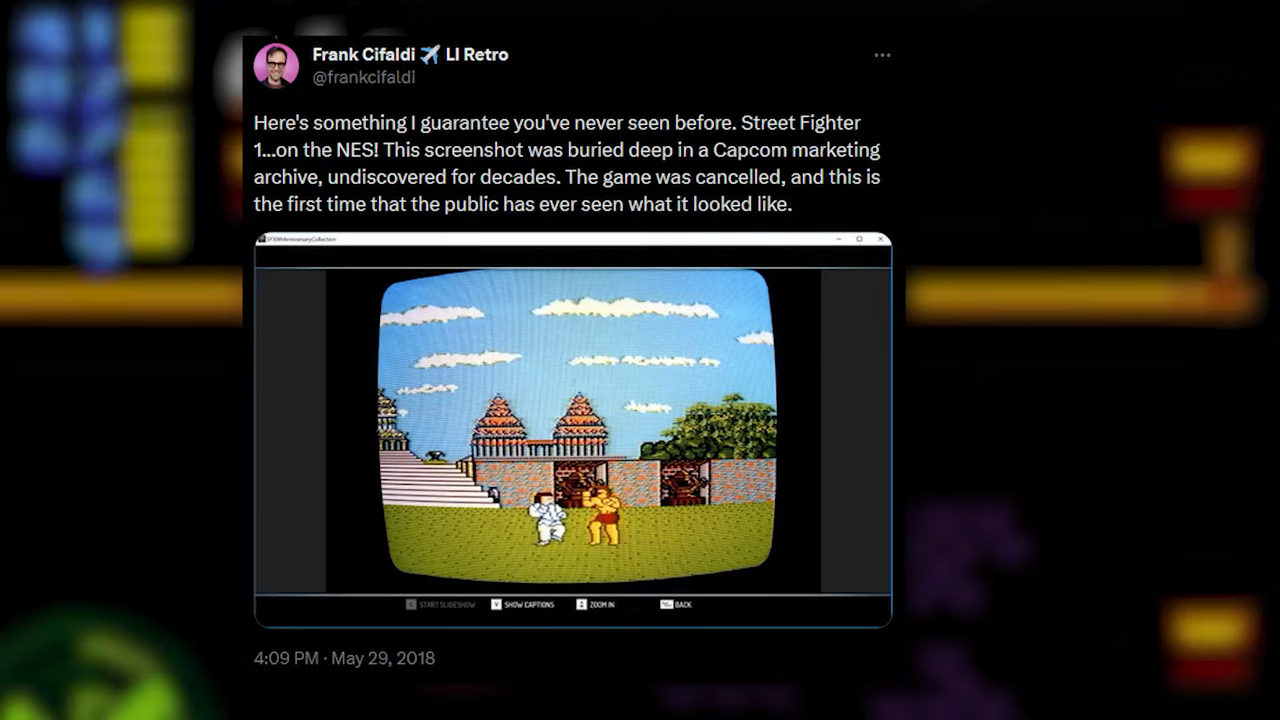 Frank Cifaldi ✈️ LI Retro
@frankcifaldi
Here's something I guarantee you've never seen before. Street Fighter
1...on the NES! This screenshot was buried deep in a Capcom marketing
archive, undiscovered for decades. The game was cancelled, and this is
the first time that the public has ever seen what it looked like.
SF30thAnniversaryCollection
START SLIDESHOW
SHOW CAPTIONS
ZOOM IN
BACK
4:09 PM · May 29, 2018